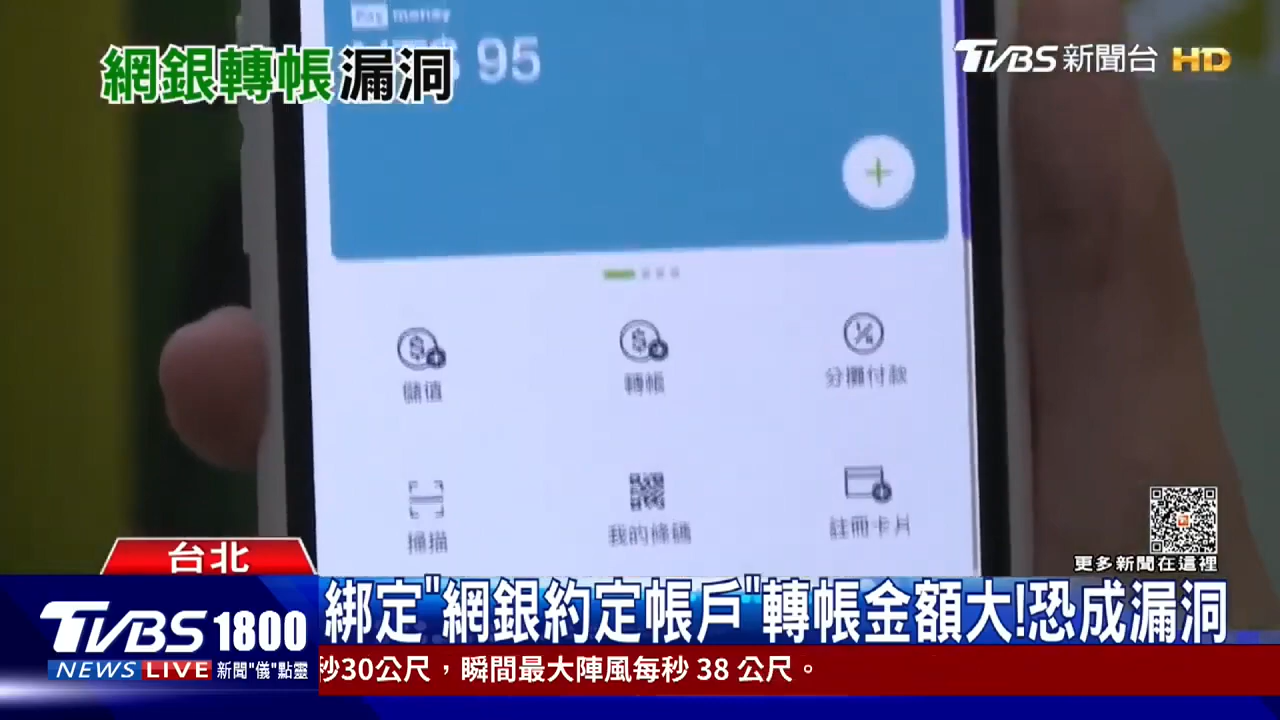 Pay money
NT$ 95
網銀轉帳漏洞
TVBS新聞台 HD
儲值
轉帳
分攤付款
掃描
我的條碼
註冊卡片
更多新聞在這裡
台北
TVBS 1800
NEWS LIVE 新聞"儀"點靈
綁定"網銀約定帳戶"轉帳金額大!恐成漏洞
秒30公尺，瞬間最大陣風每秒 38 公尺。